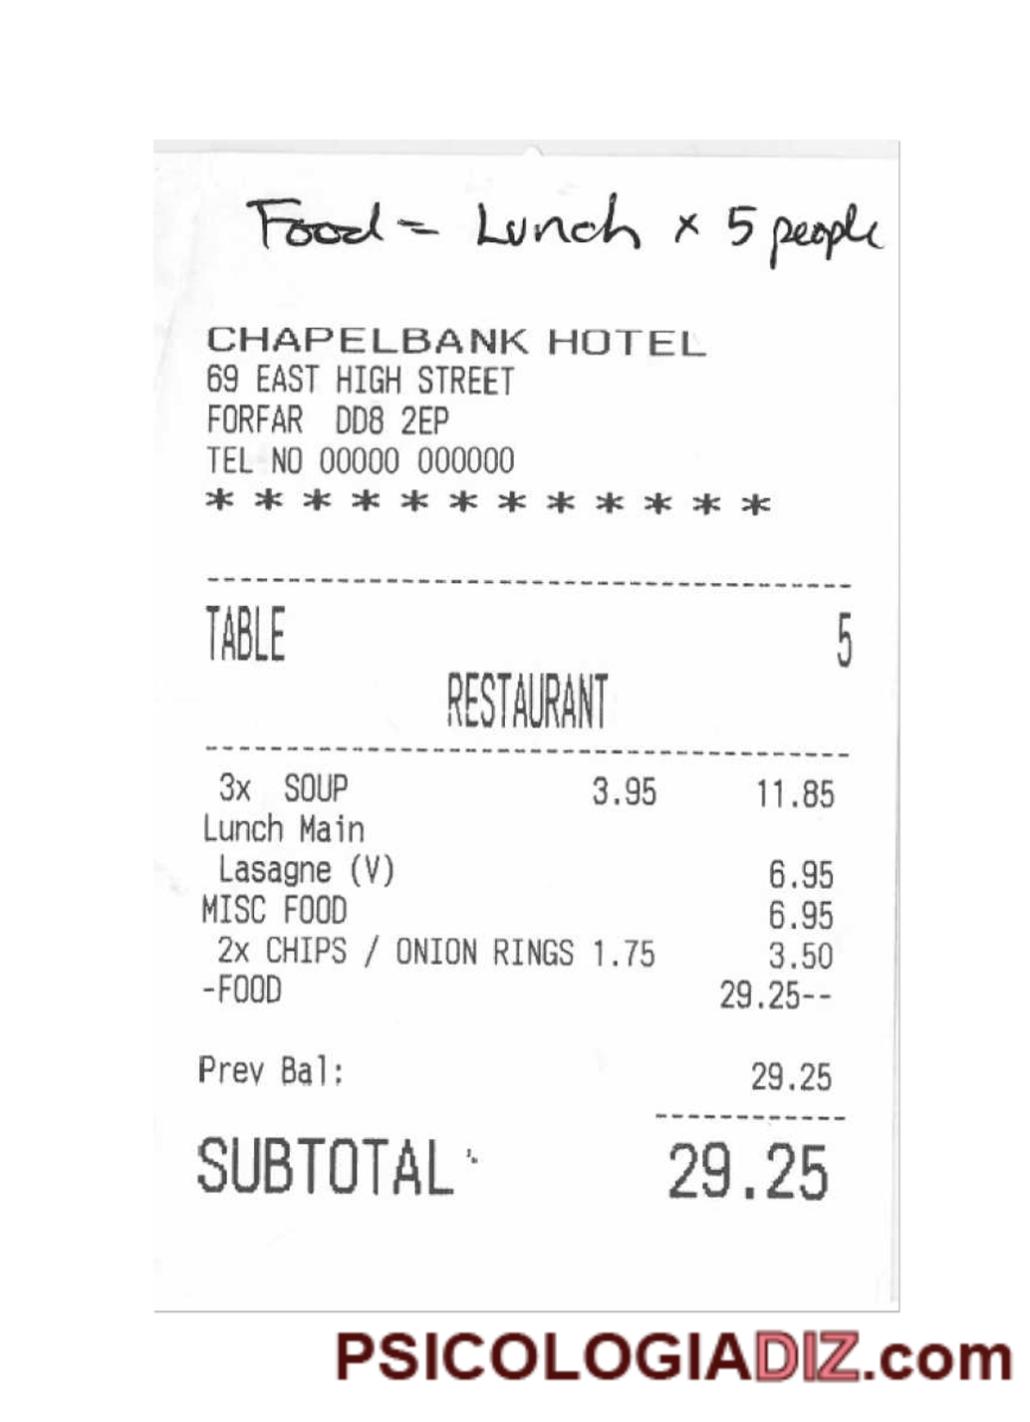 Food = Lunch x 5 people
CHAPELBANK HOTEL
69 EAST HIGH STREET
FORFAR DD8 2EP
TEL NO 00000 000000
* * * * * * * * * * * *
TABLE 5
RESTAURANT
3x SOUP 3.95 11.85
Lunch Main
Lasagne (V) 6.95
MISC FOOD 6.95
2x CHIPS / ONION RINGS 1.75 3.50
-FOOD 29.25--
Prev Bal: 29.25
SUBTOTAL 29.25
PSICOLOGIADIZ.com